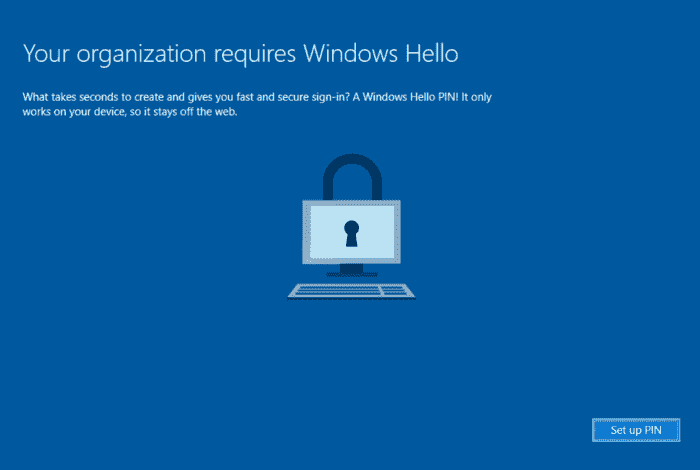 Your organization requires Windows Hello
What takes seconds to create and gives you fast and secure sign-in? A Windows Hello PIN! It only
works on your device, so it stays off the web.
Set up PIN